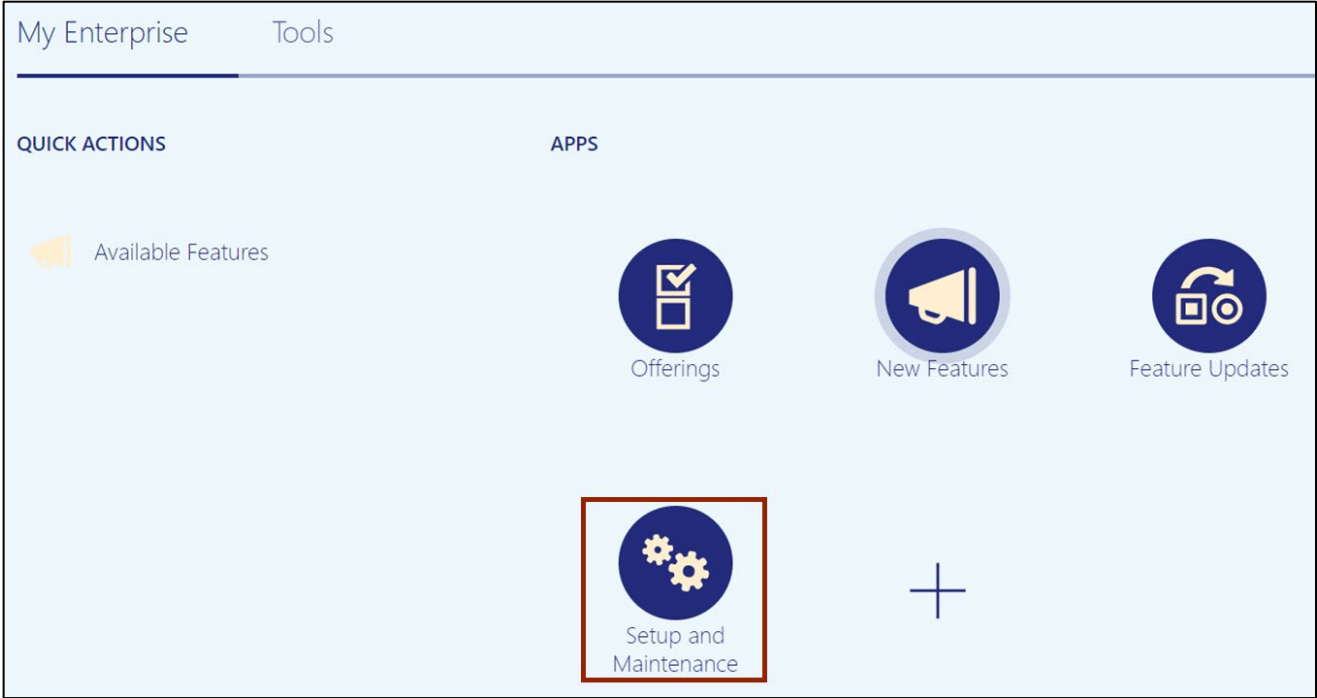 My Enterprise Tools
QUICK ACTIONS APPS
Available Features
Offerings New Features Feature Updates
Setup and
Maintenance